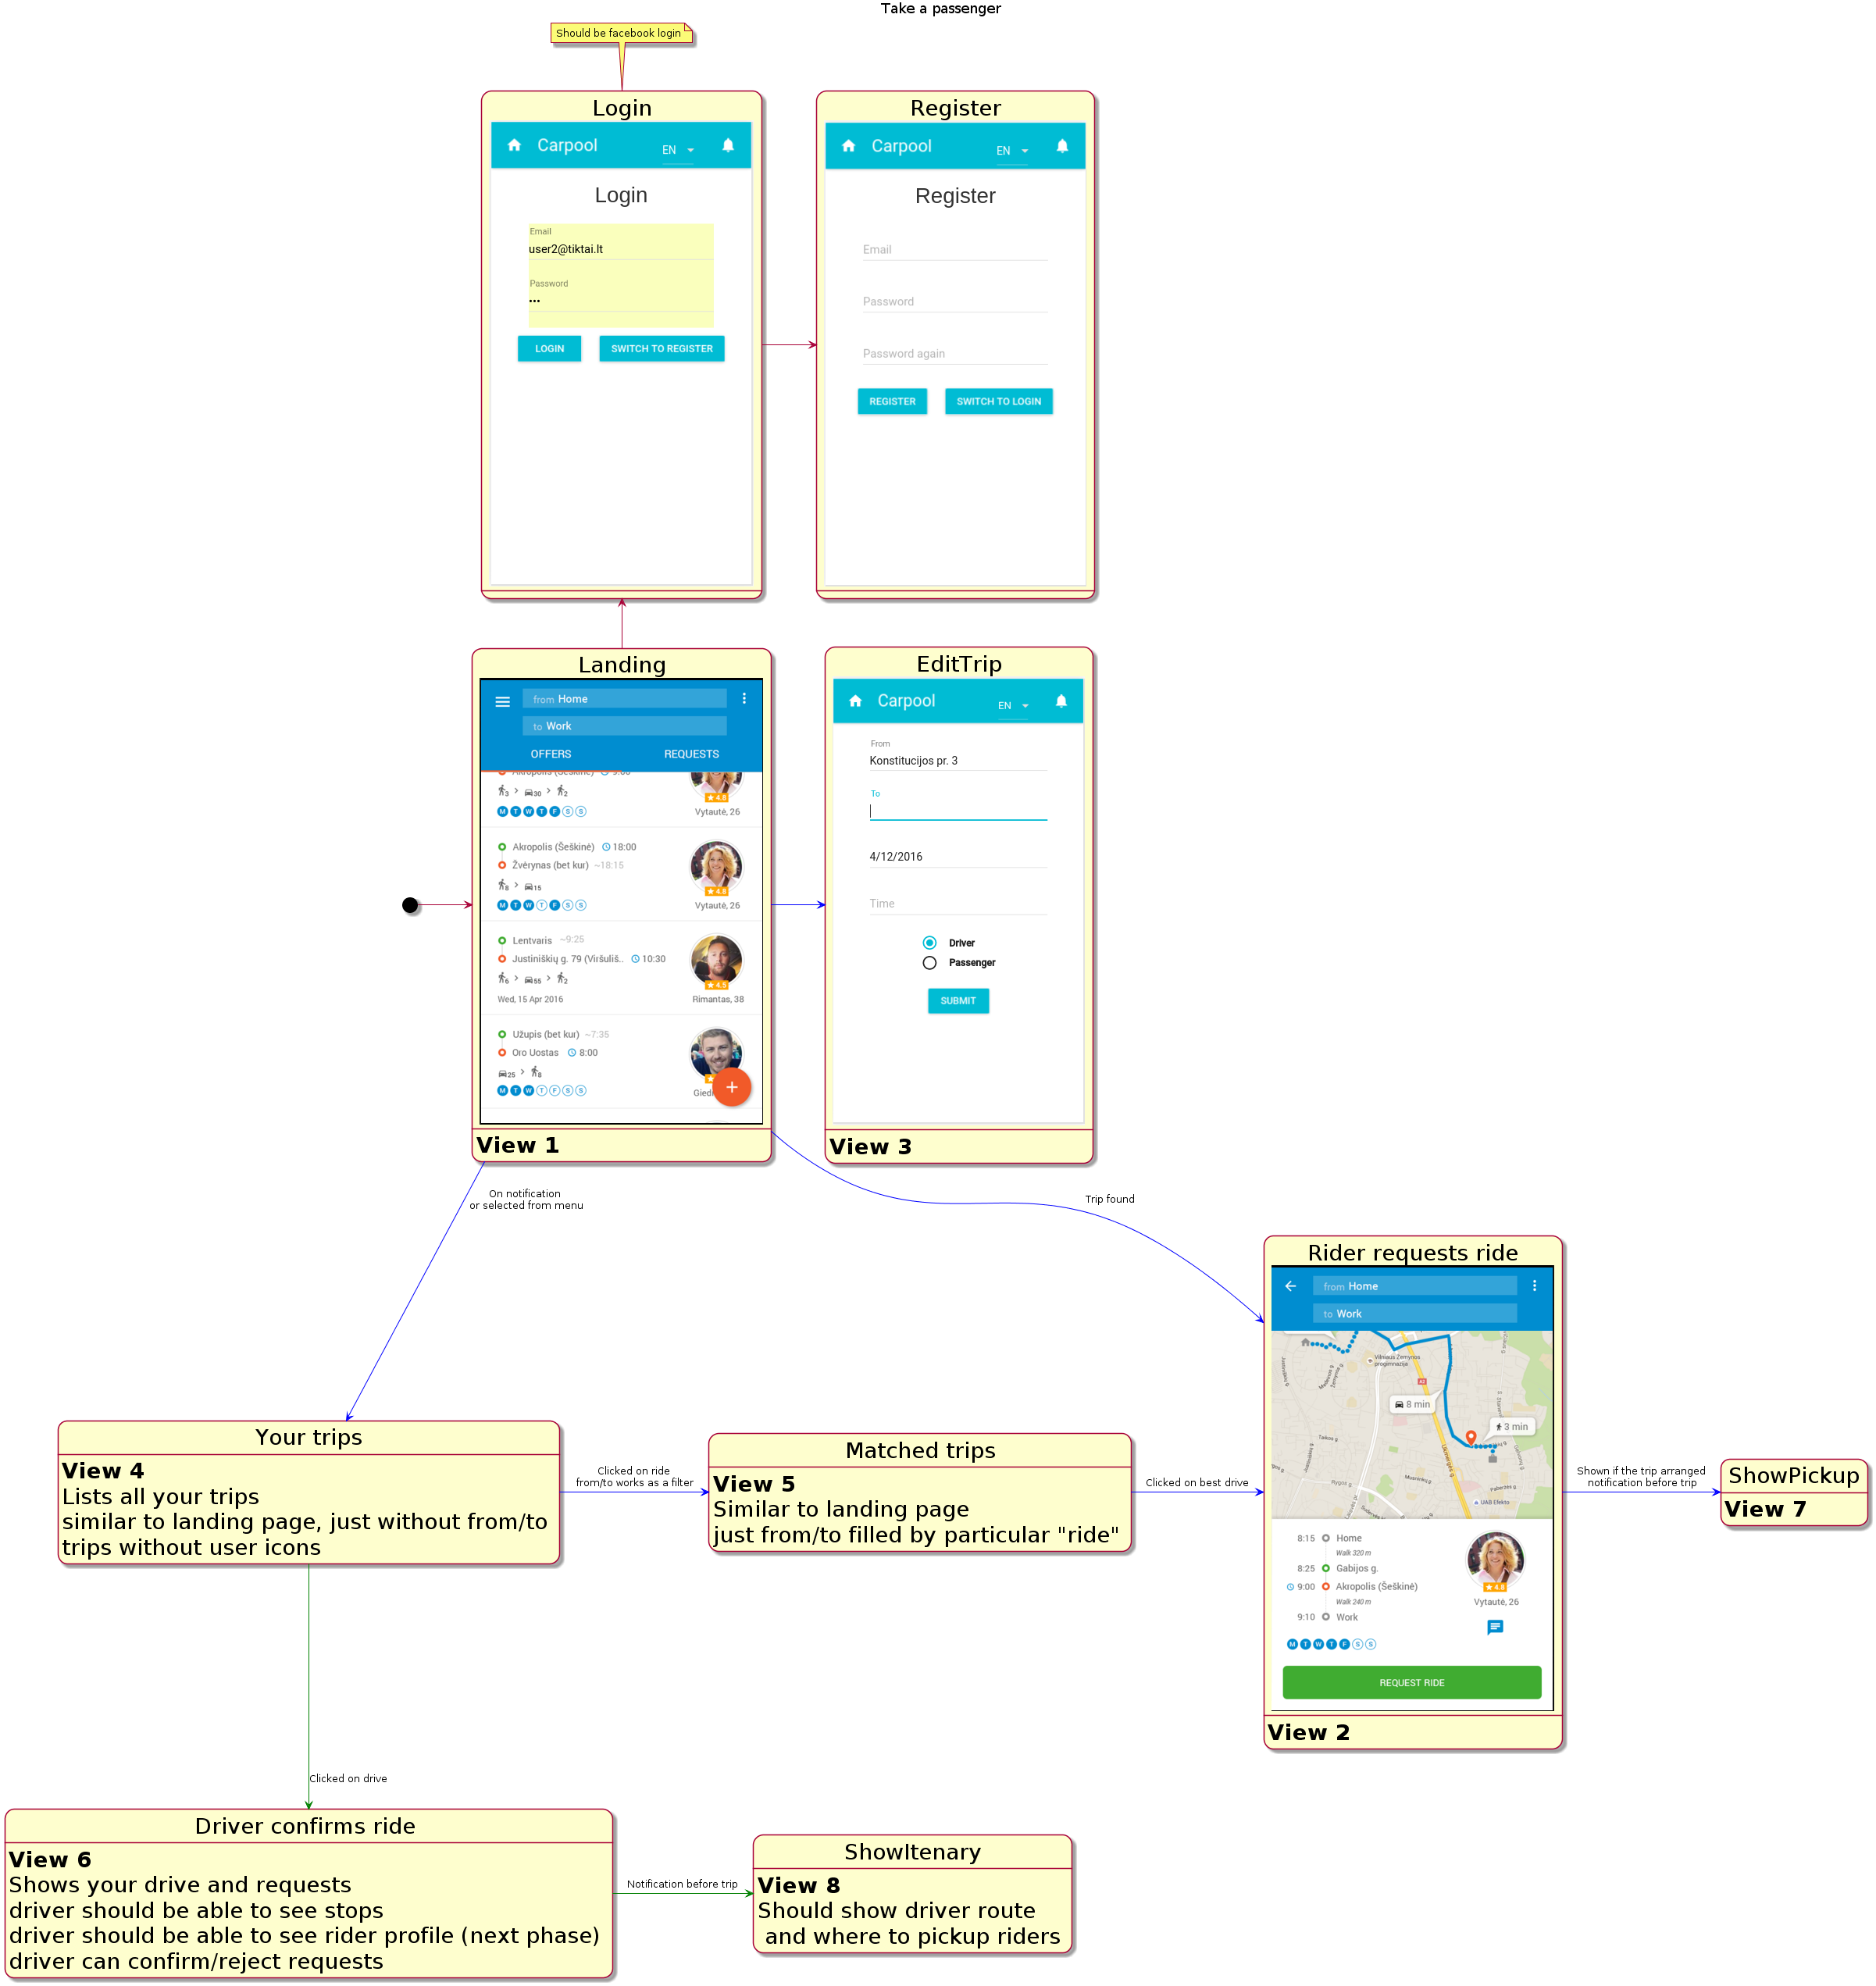 Take a passenger
Should be facebook login
Login
Carpool
EN
Login
Email
user2@tiktai.lt
Password
•••
LOGIN
SWITCH TO REGISTER
Register
Carpool
EN
Register
Email
Password
Password again
REGISTER
SWITCH TO LOGIN
Landing
from Home
to Work
OFFERS
REQUESTS
Akropolis (Šeškinė) 9:00
3 > 30 > 2
M T W T F S S
4.8
Vytautė, 26
Akropolis (Šeškinė) 18:00
Žvėrynas (bet kur) ~18:15
8 > 15
M T W T F S S
4.8
Vytautė, 26
Lentvaris ~9:25
Justiniškių g. 79 (Viršuliš.. 10:30
6 > 55 > 2
Wed, 15 Apr 2016
4.5
Rimantas, 38
Užupis (bet kur) ~7:35
Oro Uostas 8:00
25 > 8
M T W T F S S
Giedr
+
View 1
EditTrip
Carpool
EN
From
Konstitucijos pr. 3
To
4/12/2016
Time
Driver
Passenger
SUBMIT
View 3
On notification
or selected from menu
Trip found
Rider requests ride
from Home
to Work
Vilniaus Žemynos
progimnazija
A2
8 min
3 min
Taikos g.
Ukmergės g.
UAB Efekto
8:15 Home
Walk 320 m
8:25 Gabijos g.
9:00 Akropolis (Šeškinė)
Walk 240 m
9:10 Work
M T W T F S S
4.8
Vytautė, 26
REQUEST RIDE
View 2
Your trips
View 4
Lists all your trips
similar to landing page, just without from/to
trips without user icons
Clicked on ride
from/to works as a filter
Matched trips
View 5
Similar to landing page
just from/to filled by particular "ride"
Clicked on best drive
Shown if the trip arranged
notification before trip
ShowPickup
View 7
Clicked on drive
Driver confirms ride
View 6
Shows your drive and requests
driver should be able to see stops
driver should be able to see rider profile (next phase)
driver can confirm/reject requests
Notification before trip
ShowItenary
View 8
Should show driver route
and where to pickup riders